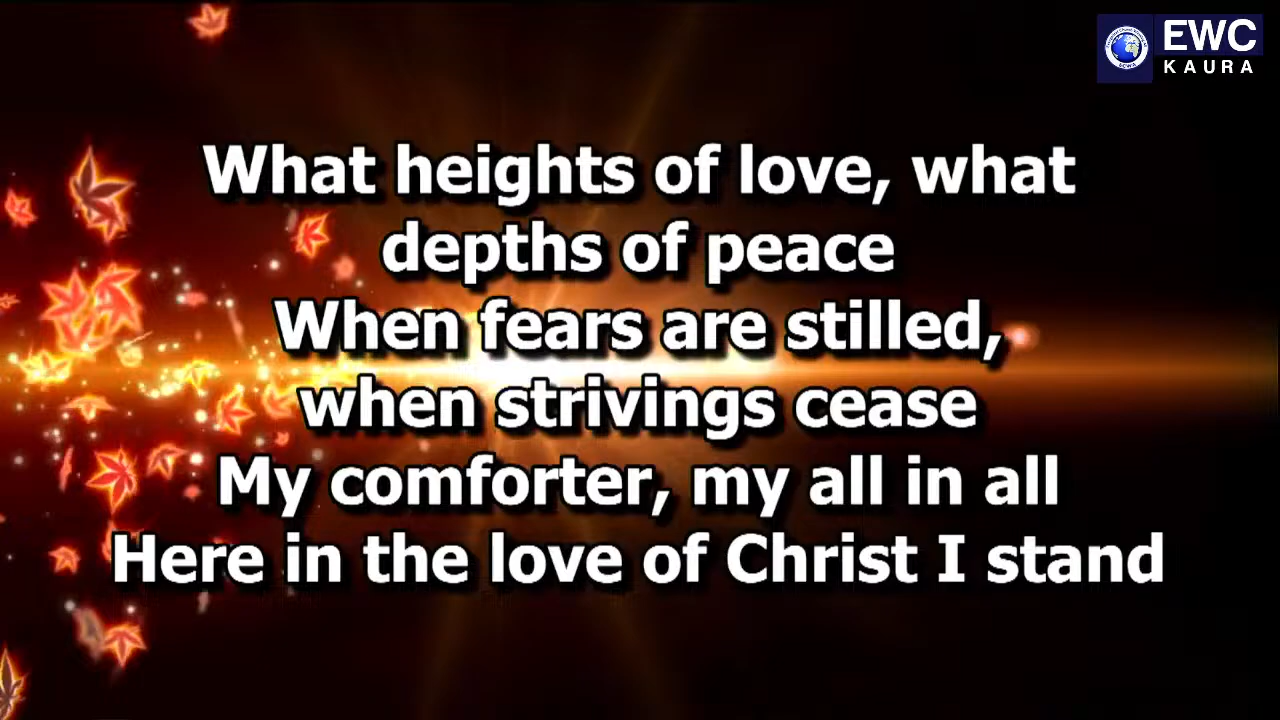 EWC
KAURA
What heights of love, what
depths of peace
When fears are stilled,
when strivings cease
My comforter, my all in all
Here in the love of Christ I stand